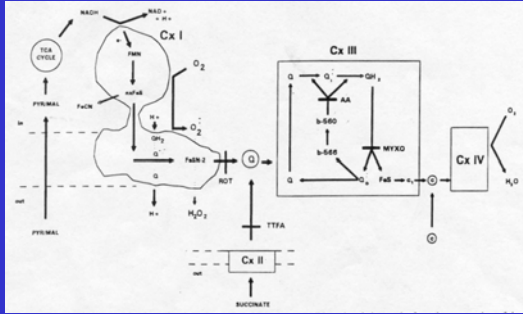 NADH
NAD+
+ H+
Cx I
TCA
CYCLE
e-
FMN
O2
nxFeS
FeCN
PYR/MAL
in
H+
QH2
O2-
Q-
FeSN-2
Q
ROT
Q
out
H+
H2O2
PYR/MAL
TTFA
Cx II
out
SUCCINATE
Cx III
Q
Q-
QH2
AA
b-560
b-566
MYXO
Q
FeS
c1
c
Cx IV
O2
H2O
c